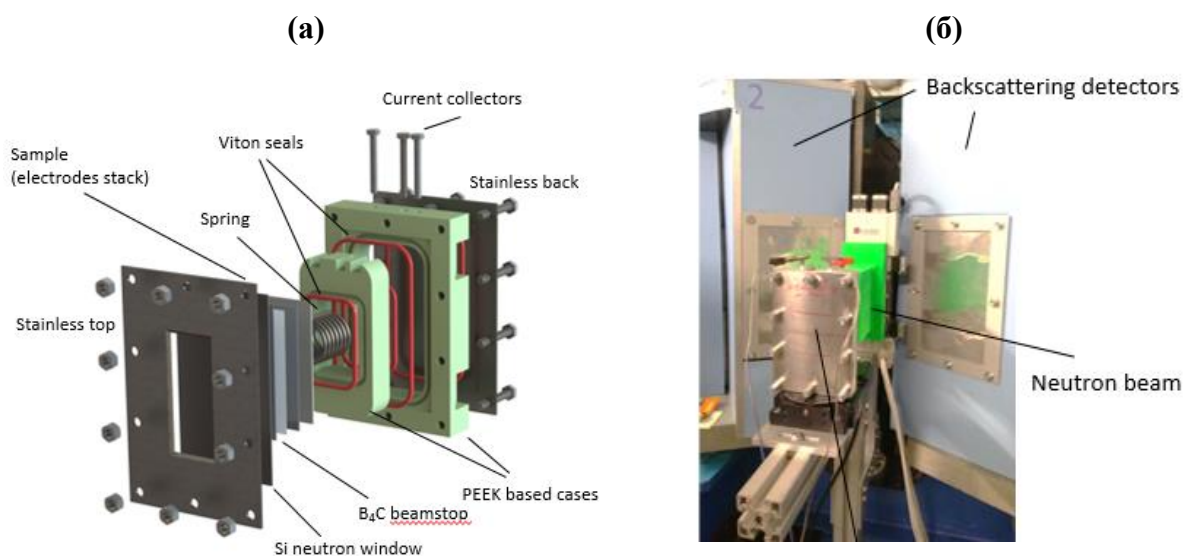 (а)
(б)
Current collectors
Viton seals
Sample
(electrodes stack)
Stainless back
Spring
Stainless top
PEEK based cases
B₄C beamstop
Si neutron window
Backscattering detectors
2
Neutron beam